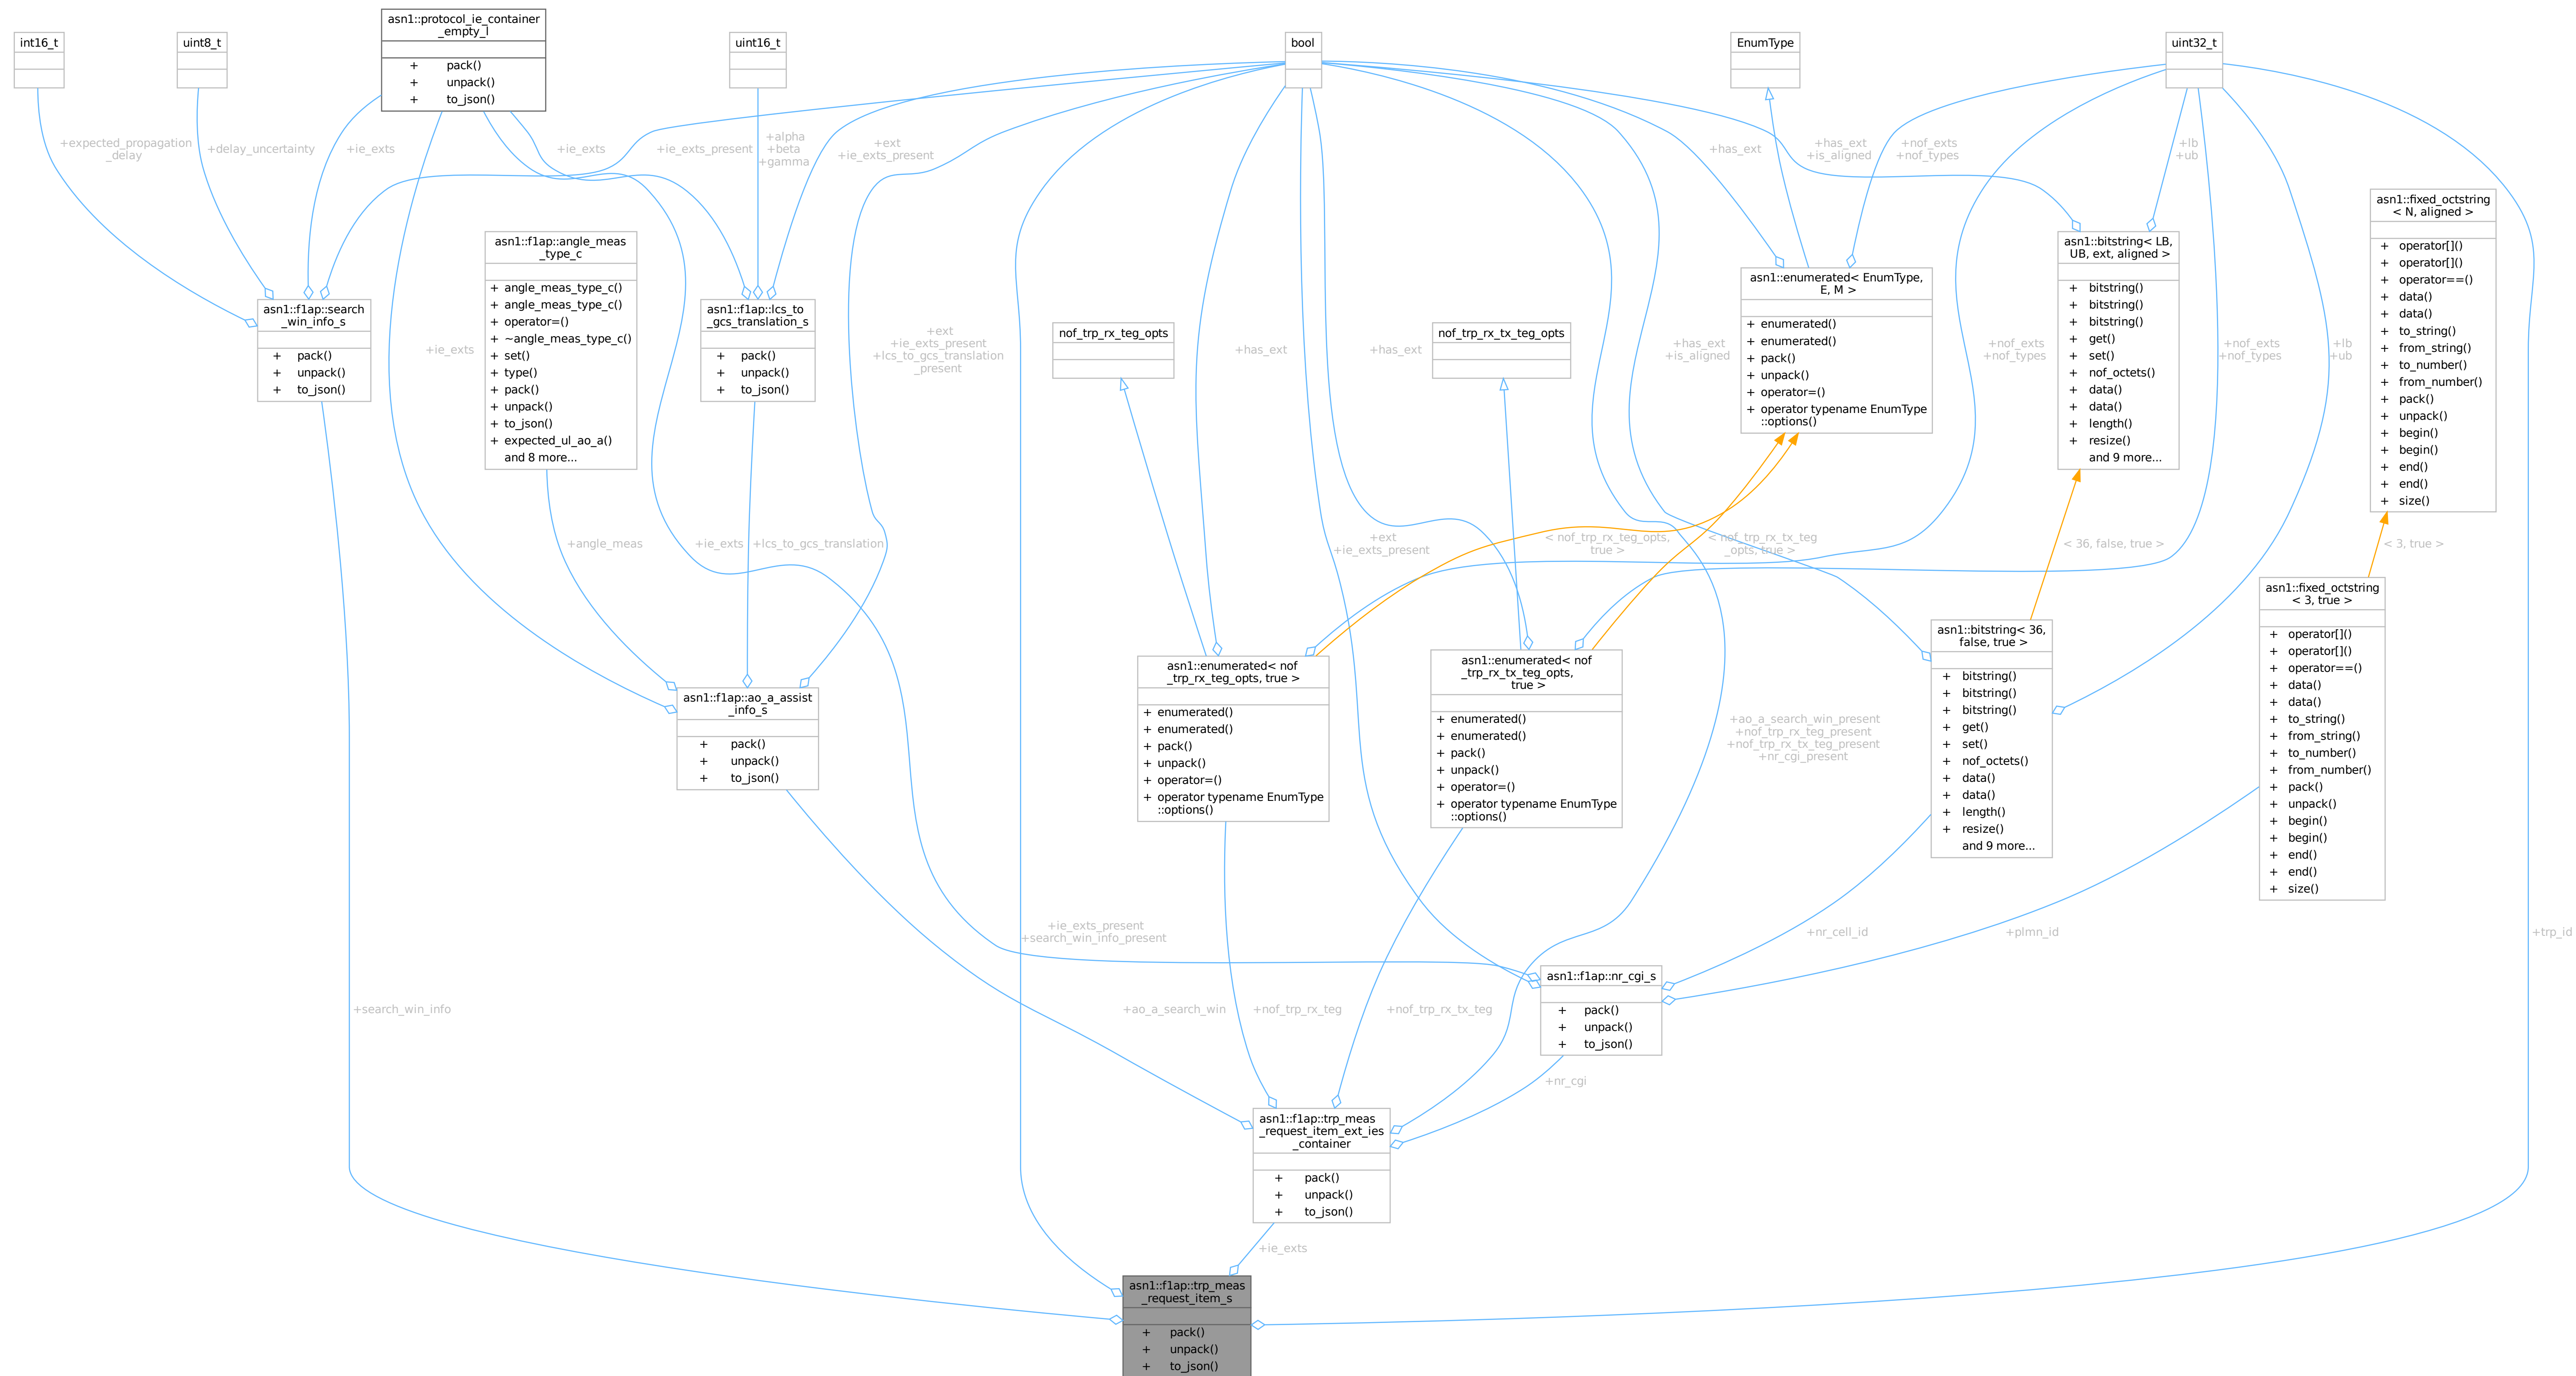 int16_t
uint8_t
asn1::protocol_ie_container
_empty_l
+ pack()
+ unpack()
+ to_json()
uint16_t
bool
EnumType
uint32_t
+expected_propagation
_delay
+delay_uncertainty
+ie_exts
+ie_exts
+ie_exts_present
+alpha
+beta
+gamma
+ext
+ie_exts_present
+has_ext
+has_ext
+is_aligned
+nof_exts
+nof_types
+lb
+ub
asn1::fixed_octstring
< N, aligned >
+ operator[]()
+ operator[]()
+ operator==()
+ data()
+ data()
+ to_string()
+ from_string()
+ to_number()
+ from_number()
+ pack()
+ unpack()
+ begin()
+ begin()
+ end()
+ end()
+ size()
asn1::f1ap::angle_meas
_type_c
+ angle_meas_type_c()
+ angle_meas_type_c()
+ operator=()
+ ~angle_meas_type_c()
+ set()
+ type()
+ pack()
+ unpack()
+ to_json()
+ expected_ul_ao_a()
and 8 more...
asn1::bitstring< LB,
UB, ext, aligned >
+ bitstring()
+ bitstring()
+ bitstring()
+ get()
+ set()
+ nof_octets()
+ data()
+ data()
+ length()
+ resize()
and 9 more...
asn1::enumerated< EnumType,
E, M >
+ enumerated()
+ enumerated()
+ pack()
+ unpack()
+ operator=()
+ operator typename EnumType
::options()
asn1::f1ap::search
_win_info_s
+ pack()
+ unpack()
+ to_json()
asn1::f1ap::lcs_to
_gcs_translation_s
+ pack()
+ unpack()
+ to_json()
nof_trp_rx_teg_opts
nof_trp_rx_tx_teg_opts
+ie_exts
+ext
+ie_exts_present
+lcs_to_gcs_translation
_present
+has_ext
+has_ext
+has_ext
+is_aligned
+nof_exts
+nof_types
+nof_exts
+nof_types
+lb
+ub
+angle_meas
+ie_exts
+lcs_to_gcs_translation
+ext
+ie_exts_present
< nof_trp_rx_teg_opts,
true >
< nof_trp_rx_tx_teg
_opts, true >
< 36, false, true >
< 3, true >
asn1::fixed_octstring
< 3, true >
+ operator[]()
+ operator[]()
+ operator==()
+ data()
+ data()
+ to_string()
+ from_string()
+ to_number()
+ from_number()
+ pack()
+ unpack()
+ begin()
+ begin()
+ end()
+ end()
+ size()
asn1::bitstring< 36,
false, true >
+ bitstring()
+ bitstring()
+ bitstring()
+ get()
+ set()
+ nof_octets()
+ data()
+ data()
+ length()
+ resize()
and 9 more...
asn1::enumerated< nof
_trp_rx_teg_opts, true >
+ enumerated()
+ enumerated()
+ pack()
+ unpack()
+ operator=()
+ operator typename EnumType
::options()
asn1::enumerated< nof
_trp_rx_tx_teg_opts,
true >
+ enumerated()
+ enumerated()
+ pack()
+ unpack()
+ operator=()
+ operator typename EnumType
::options()
asn1::f1ap::ao_a_assist
_info_s
+ pack()
+ unpack()
+ to_json()
+ao_a_search_win_present
+nof_trp_rx_teg_present
+nof_trp_rx_tx_teg_present
+nr_cgi_present
+ie_exts_present
+search_win_info_present
+nr_cell_id
+plmn_id
+trp_id
asn1::f1ap::nr_cgi_s
+ pack()
+ unpack()
+ to_json()
+search_win_info
+ao_a_search_win
+nof_trp_rx_teg
+nof_trp_rx_tx_teg
+nr_cgi
asn1::f1ap::trp_meas
_request_item_ext_ies
_container
+ pack()
+ unpack()
+ to_json()
+ie_exts
asn1::f1ap::trp_meas
_request_item_s
+ pack()
+ unpack()
+ to_json()